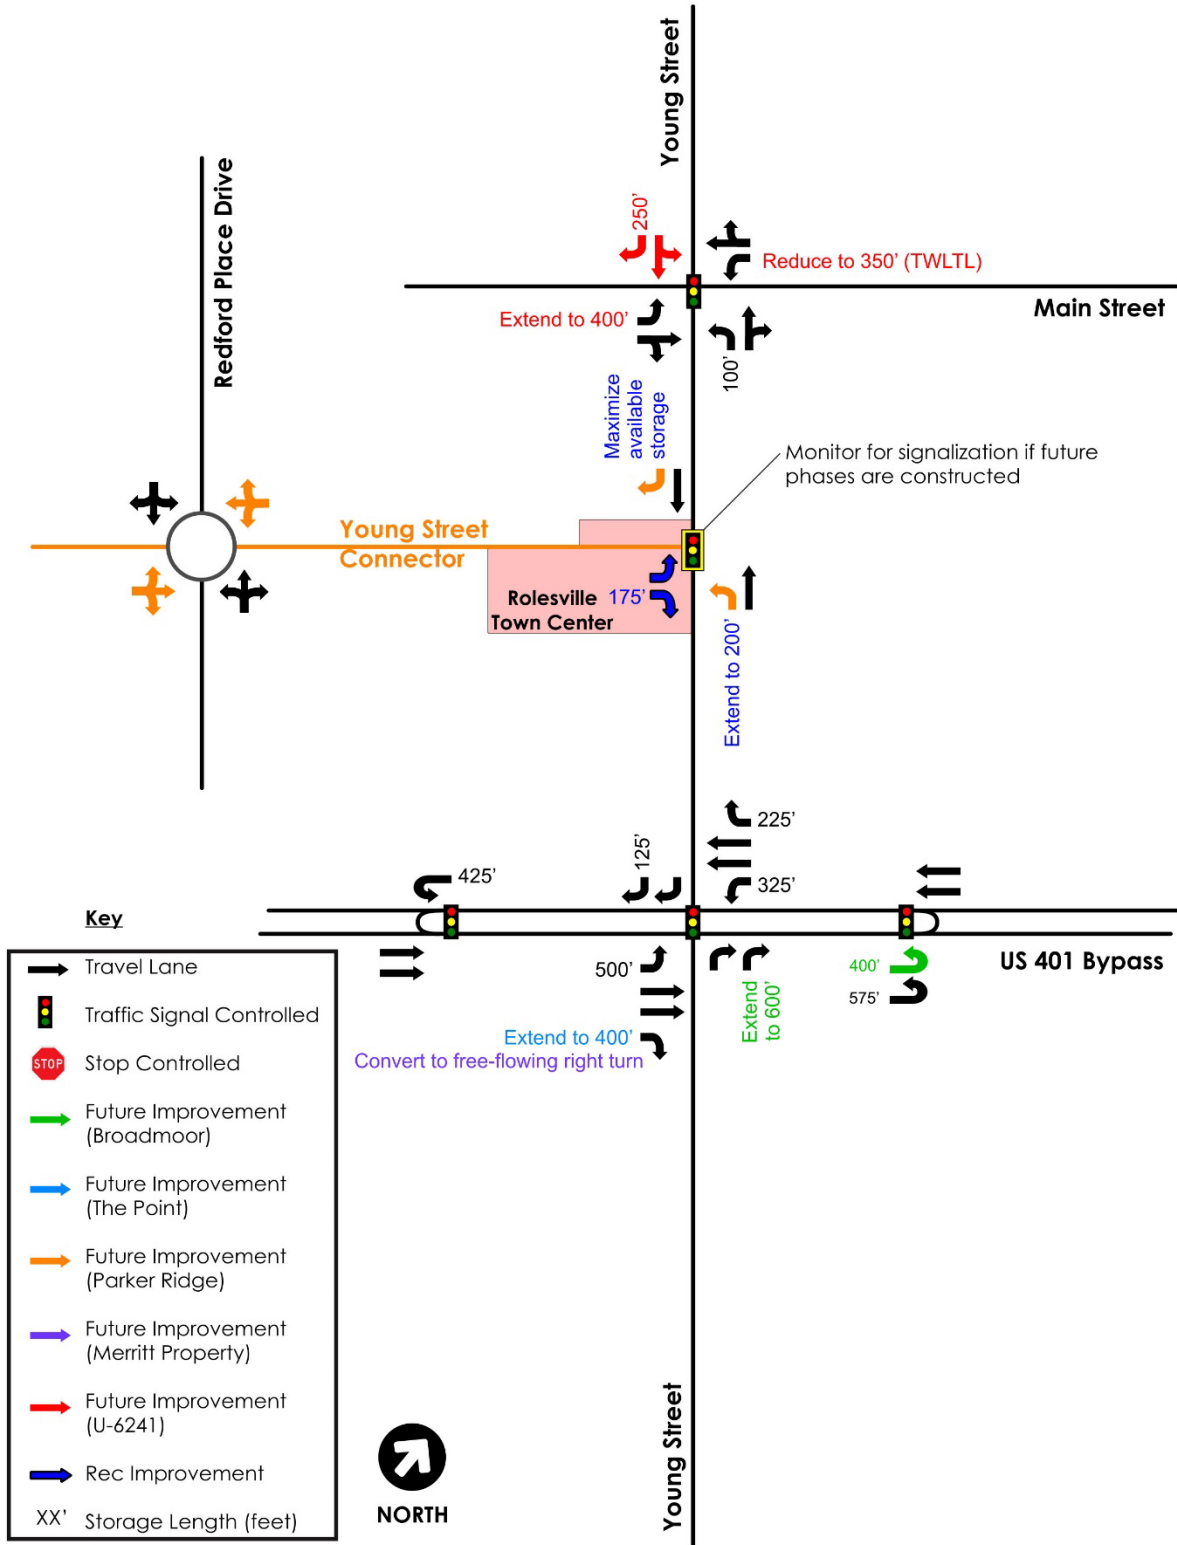 Young Street
Redford Place Drive
250’
Reduce to 350’ (TWLTL)
Main Street
Extend to 400’
100’
Maximize
available
storage
Monitor for signalization if future
phases are constructed
Young Street
Connector
Rolesville
Town Center
175’
Extend to 200’
225’
125’
425’
325’
US 401 Bypass
500’
400’
575’
Extend
to 600’
Extend to 400’
Convert to free-flowing right turn
Key
Travel Lane
Traffic Signal Controlled
STOP
Stop Controlled
Future Improvement
(Broadmoor)
Future Improvement
(The Point)
Future Improvement
(Parker Ridge)
Future Improvement
(Merritt Property)
Future Improvement
(U-6241)
Rec Improvement
XX’ Storage Length (feet)
NORTH
Young Street